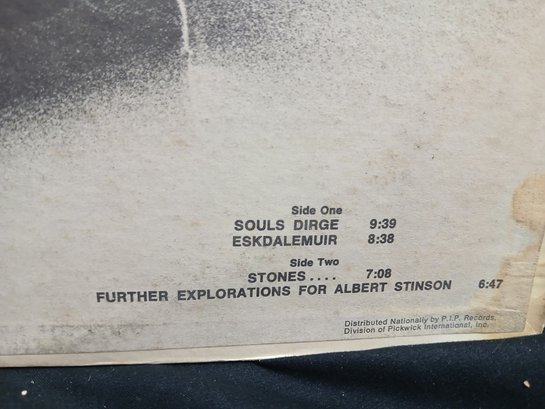 Side One
SOULS DIRGE 9:39
ESKDALEMUIR 8:38
Side Two
STONES.... 7:08
FURTHER EXPLORATIONS FOR ALBERT STINSON 6:47
Distributed Nationally by P.I.P. Records,
Division of Pickwick International, Inc.